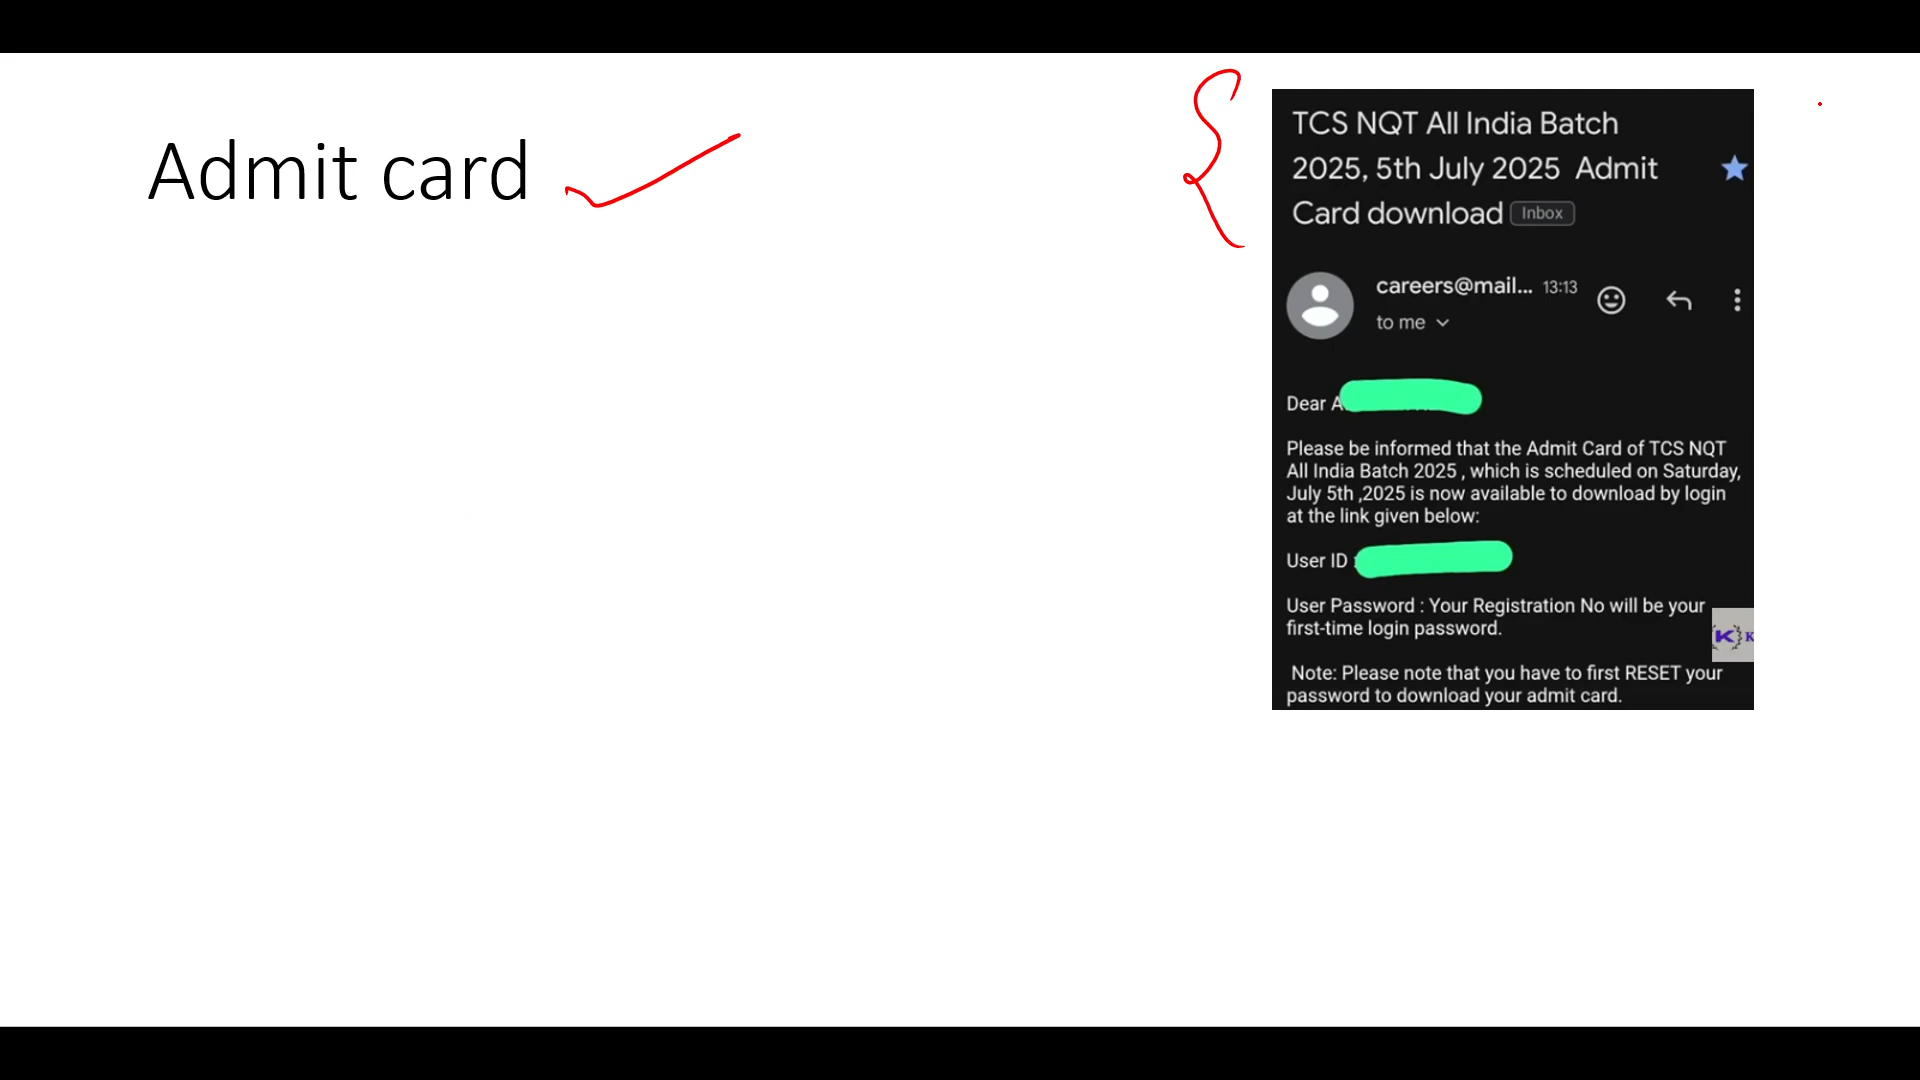 Admit card
TCS NQT All India Batch
2025, 5th July 2025 Admit
Card download Inbox
careers@mail... 13:13
to me
Dear A
Please be informed that the Admit Card of TCS NQT
All India Batch 2025 , which is scheduled on Saturday,
July 5th ,2025 is now available to download by login
at the link given below:
User ID :
User Password : Your Registration No will be your
first-time login password.
K K
Note: Please note that you have to first RESET your
password to download your admit card.